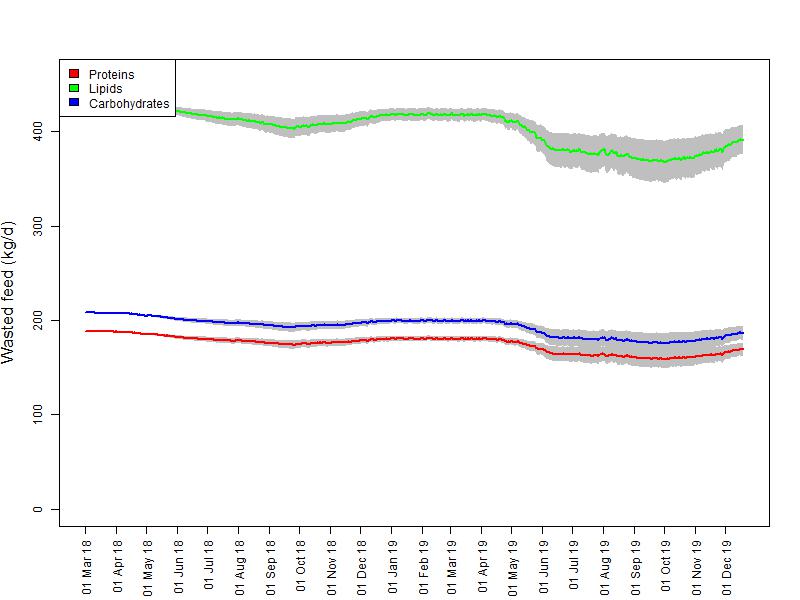 Proteins
Lipids
Carbohydrates
Wasted feed (kg/d)
400
300
200
100
0
01 Mar 18
01 Apr 18
01 May 18
01 Jun 18
01 Jul 18
01 Aug 18
01 Sep 18
01 Oct 18
01 Nov 18
01 Dec 18
01 Jan 19
01 Feb 19
01 Mar 19
01 Apr 19
01 May 19
01 Jun 19
01 Jul 19
01 Aug 19
01 Sep 19
01 Oct 19
01 Nov 19
01 Dec 19